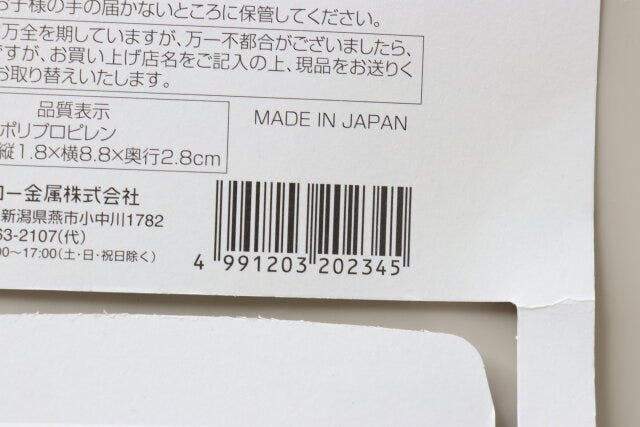 お子様の手の届かないところに保管してください。
万全を期していますが、万一不都合がございましたら、
ですが、お買い上げ店名をご記入の上、現品をお送りく
お取り替えいたします。
品質表示
ポリプロピレン
縦1.8×横8.8×奥行2.8cm
MADE IN JAPAN
ロー金属株式会社
新潟県燕市小中川1782
63-2107(代)
00〜17:00(土・日・祝日除く)
4 991203 202345